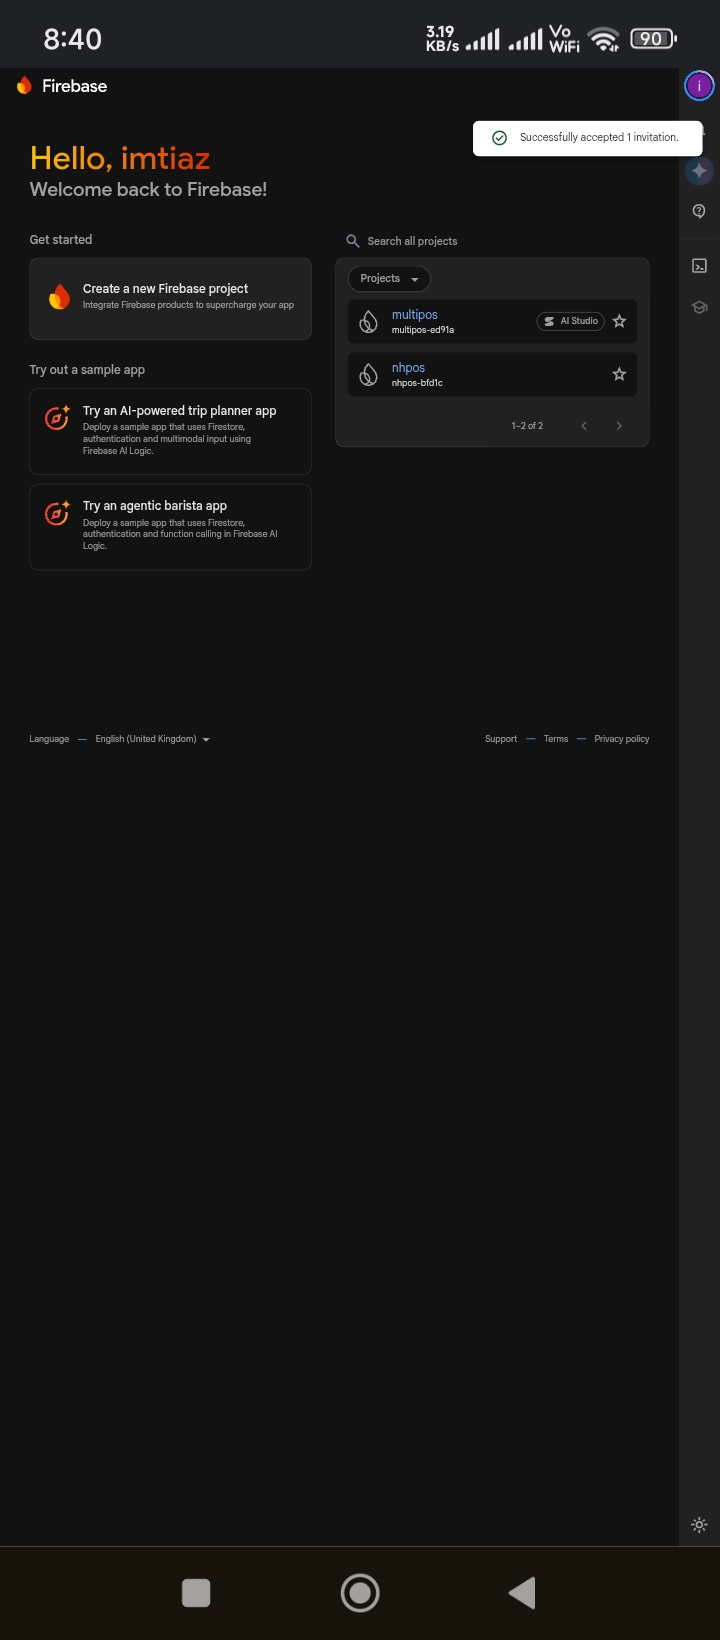 8:40
3.19
KB/s
Vo
WiFi
90
Firebase
i
Successfully accepted 1 invitation.
Hello, imtiaz
Welcome back to Firebase!
Get started
Create a new Firebase project
Integrate Firebase products to supercharge your app
Try out a sample app
Try an AI-powered trip planner app
Deploy a sample app that uses Firestore,
authentication and multimodal input using
Firebase AI Logic.
Try an agentic barista app
Deploy a sample app that uses Firestore,
authentication and function calling in Firebase AI
Logic.
Search all projects
Projects
multipos
multipos-ed91a
AI Studio
nhpos
nhpos-bfd1c
1–2 of 2
Language — English (United Kingdom)
Support — Terms — Privacy policy